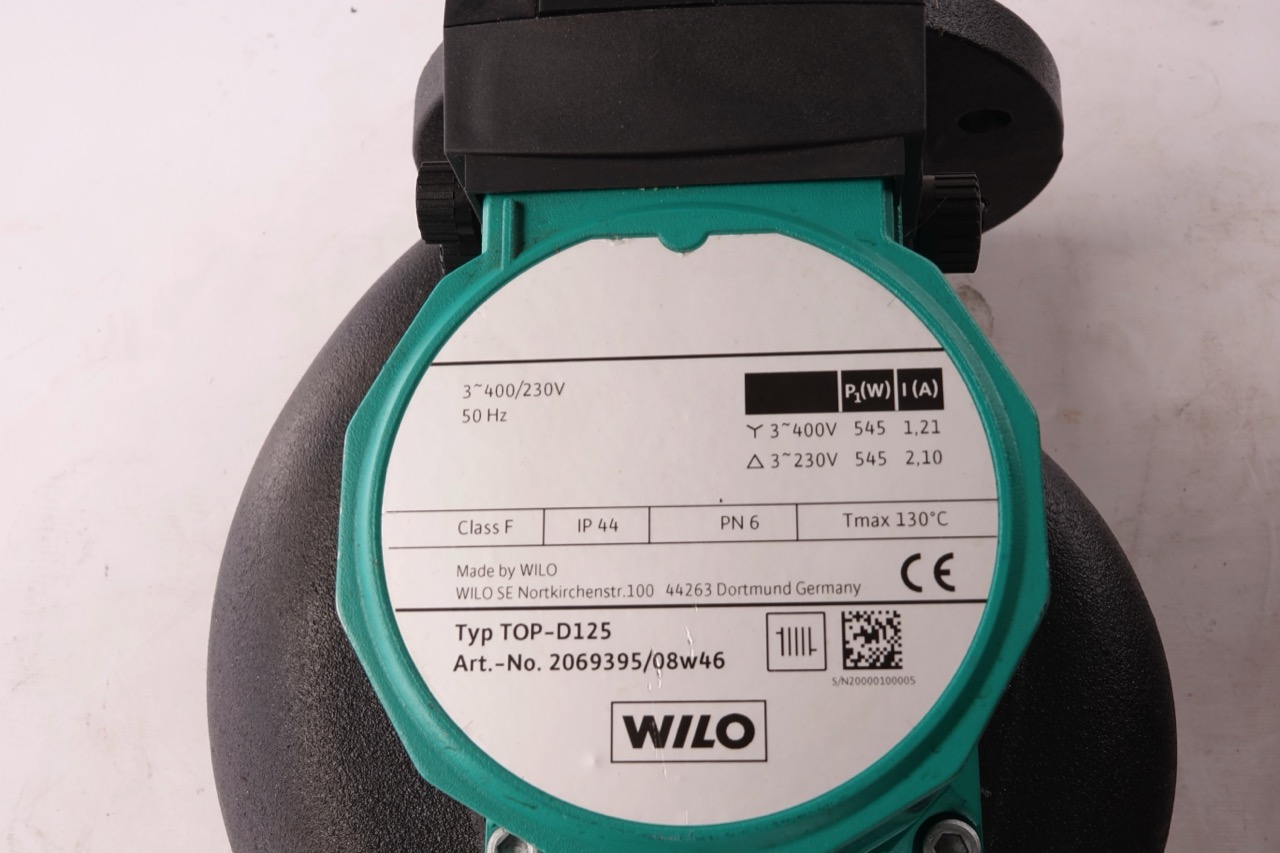 3~400/230V
50 Hz
P1(W) I (A)
Y 3~400V 545 1,21
△ 3~230V 545 2,10
Class F IP 44 PN 6 Tmax 130°C
Made by WILO
WILO SE Nortkirchenstr.100 44263 Dortmund Germany
CE
Typ TOP-D125
Art.-No. 2069395/08w46
S/N20000100005
WILO